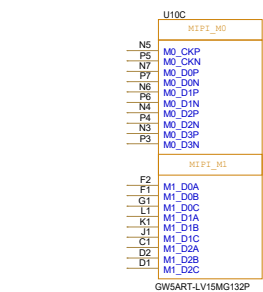 U10C
MIPI_M0
N5 M0_CKP
P5 M0_CKN
N7 M0_D0P
P7 M0_D0N
N6 M0_D1P
P6 M0_D1N
N4 M0_D2P
P4 M0_D2N
N3 M0_D3P
P3 M0_D3N
MIPI_M1
F2 M1_D0A
F1 M1_D0B
G1 M1_D0C
L1 M1_D1A
K1 M1_D1B
J1 M1_D1C
C1 M1_D2A
D2 M1_D2B
D1 M1_D2C
GW5ART-LV15MG132P